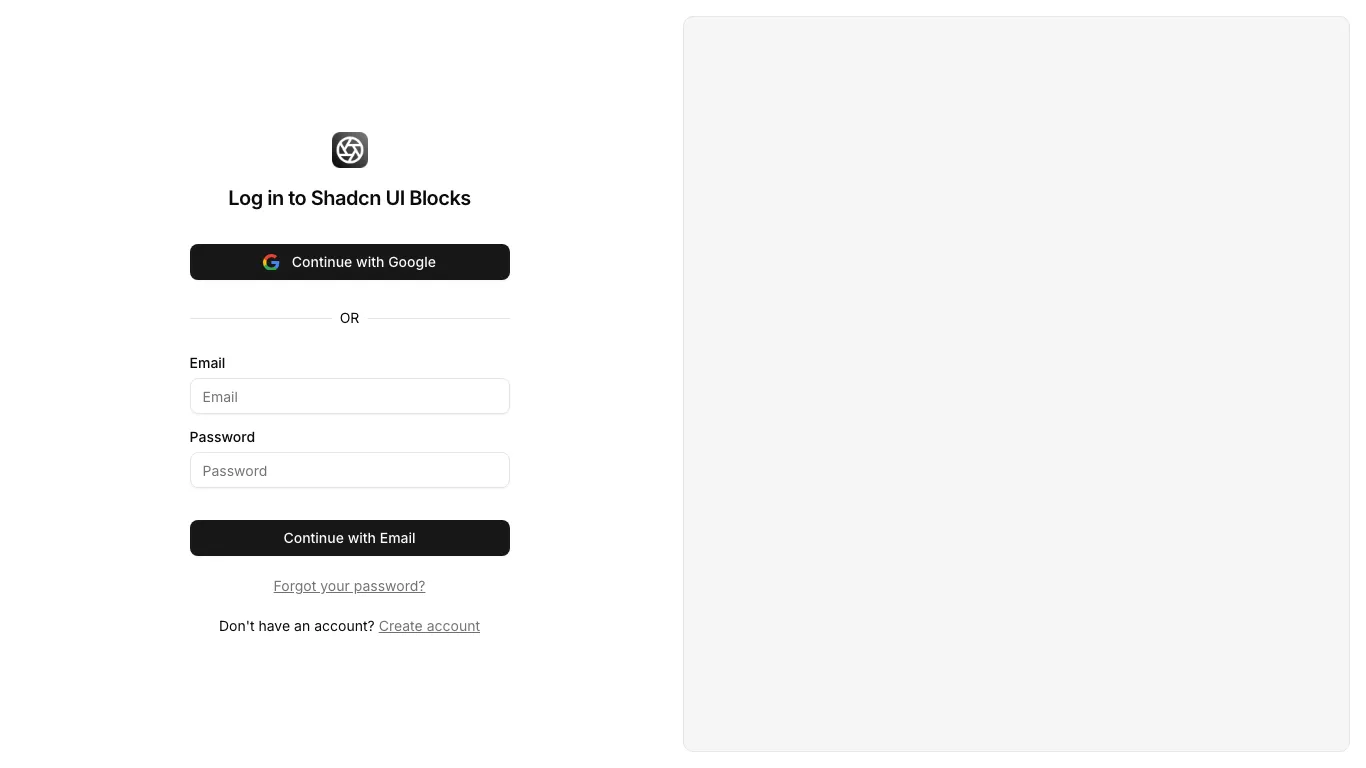 Log in to Shadcn UI Blocks
Continue with Google
OR
Email
Email
Password
Password
Continue with Email
Forgot your password?
Don't have an account? Create account